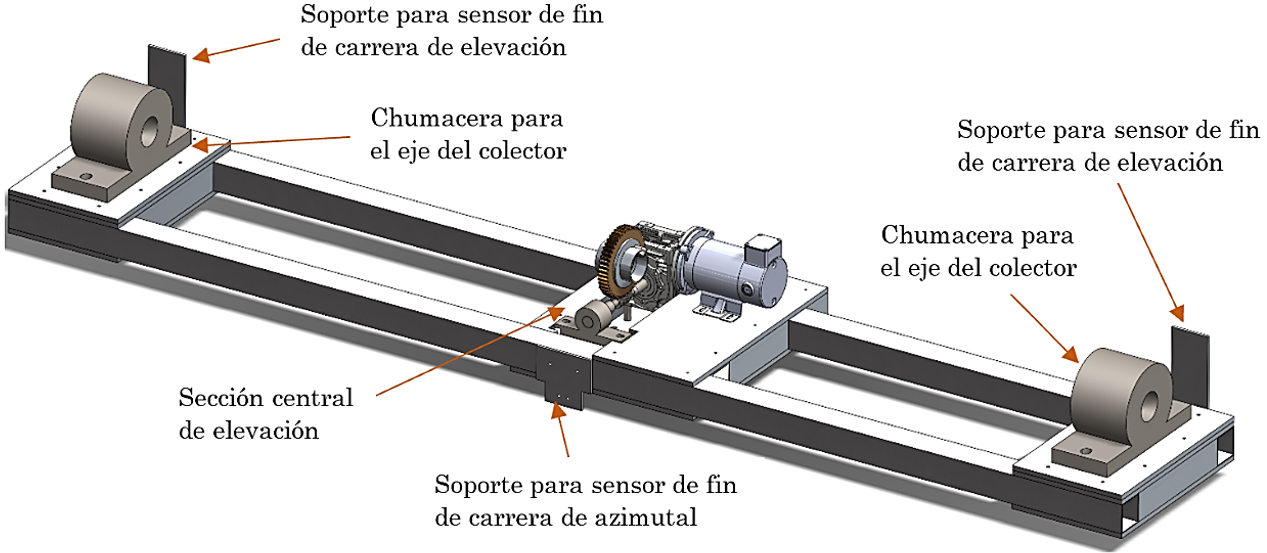 Soporte para sensor de fin
de carrera de elevación
Chumacera para
el eje del colector
Soporte para sensor de fin
de carrera de elevación
Chumacera para
el eje del colector
Sección central
de elevación
Soporte para sensor de fin
de carrera de azimutal